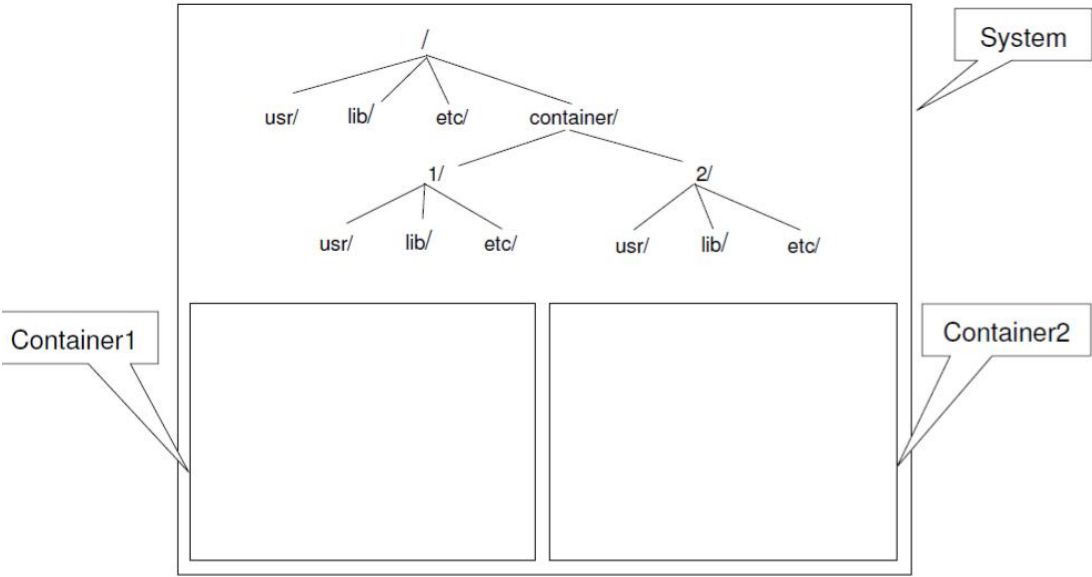 /
System
usr/ lib/ etc/ container/
1/ 2/
usr/ lib/ etc/ usr/ lib/ etc/
Container1
Container2